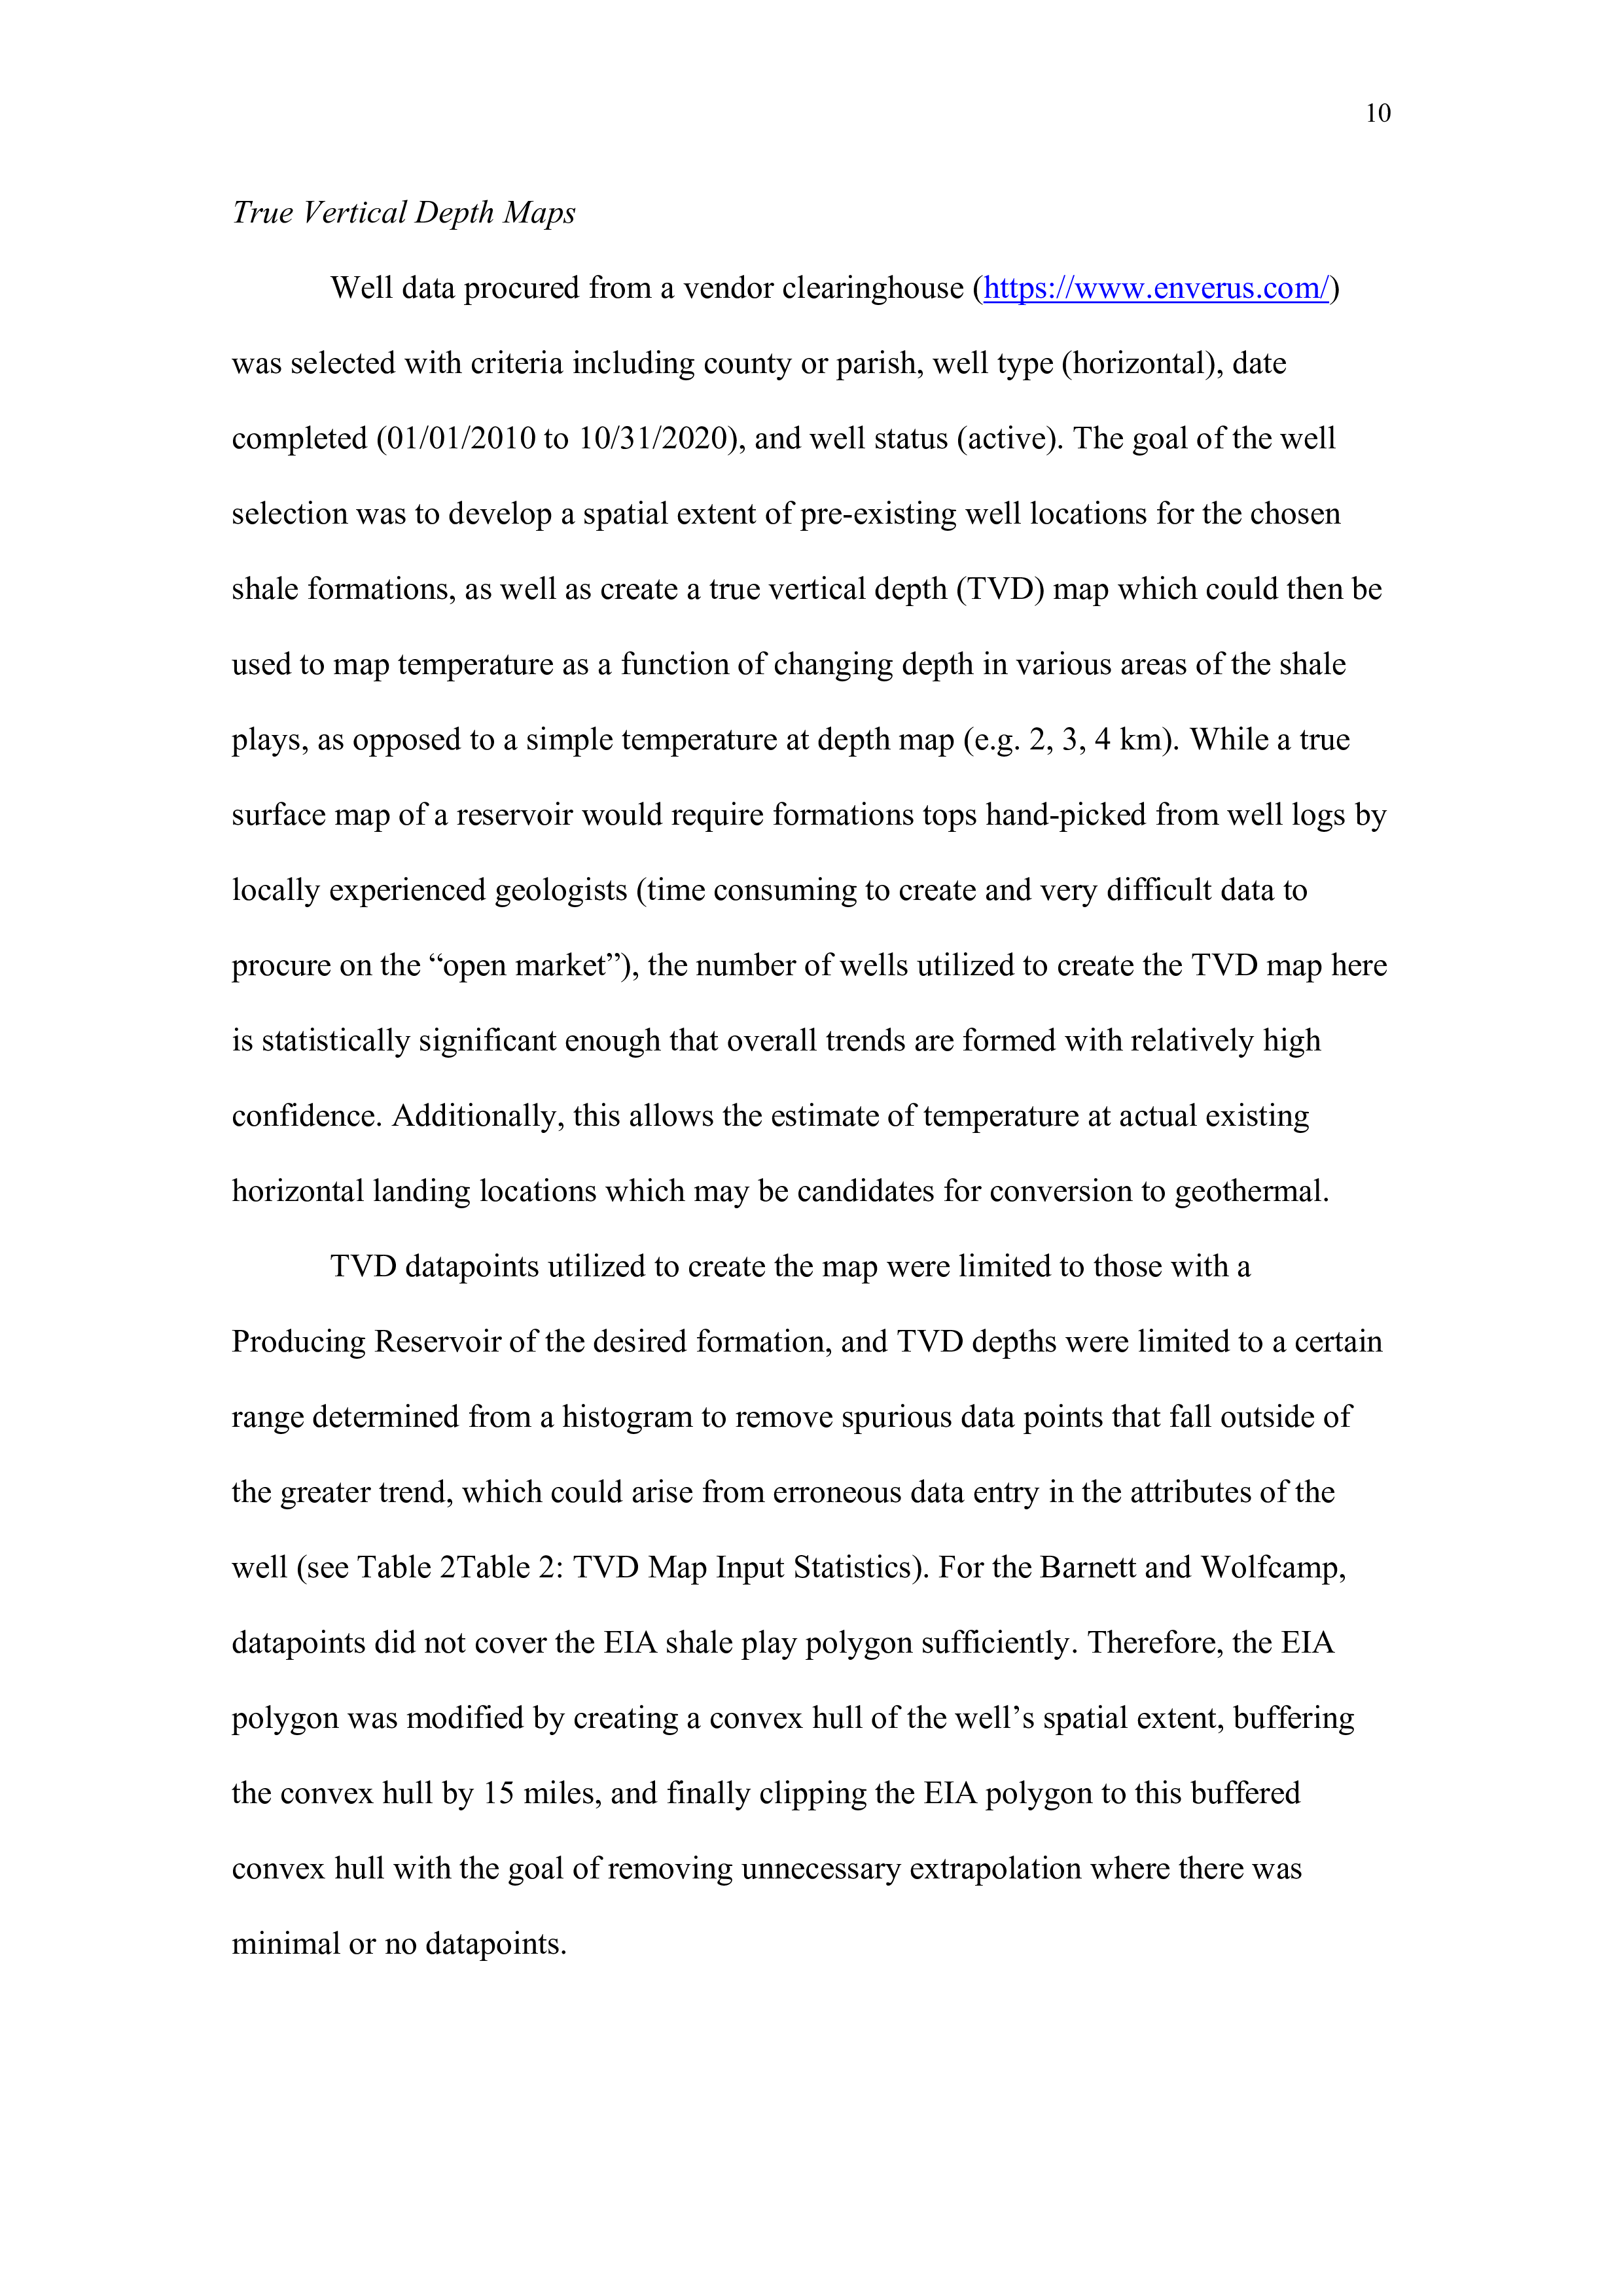 10
True Vertical Depth Maps
Well data procured from a vendor clearinghouse (https://www.enverus.com/)
was selected with criteria including county or parish, well type (horizontal), date
completed (01/01/2010 to 10/31/2020), and well status (active). The goal of the well
selection was to develop a spatial extent of pre-existing well locations for the chosen
shale formations, as well as create a true vertical depth (TVD) map which could then be
used to map temperature as a function of changing depth in various areas of the shale
plays, as opposed to a simple temperature at depth map (e.g. 2, 3, 4 km). While a true
surface map of a reservoir would require formations tops hand-picked from well logs by
locally experienced geologists (time consuming to create and very difficult data to
procure on the “open market”), the number of wells utilized to create the TVD map here
is statistically significant enough that overall trends are formed with relatively high
confidence. Additionally, this allows the estimate of temperature at actual existing
horizontal landing locations which may be candidates for conversion to geothermal.
TVD datapoints utilized to create the map were limited to those with a
Producing Reservoir of the desired formation, and TVD depths were limited to a certain
range determined from a histogram to remove spurious data points that fall outside of
the greater trend, which could arise from erroneous data entry in the attributes of the
well (see Table 2Table 2: TVD Map Input Statistics). For the Barnett and Wolfcamp,
datapoints did not cover the EIA shale play polygon sufficiently. Therefore, the EIA
polygon was modified by creating a convex hull of the well’s spatial extent, buffering
the convex hull by 15 miles, and finally clipping the EIA polygon to this buffered
convex hull with the goal of removing unnecessary extrapolation where there was
minimal or no datapoints.